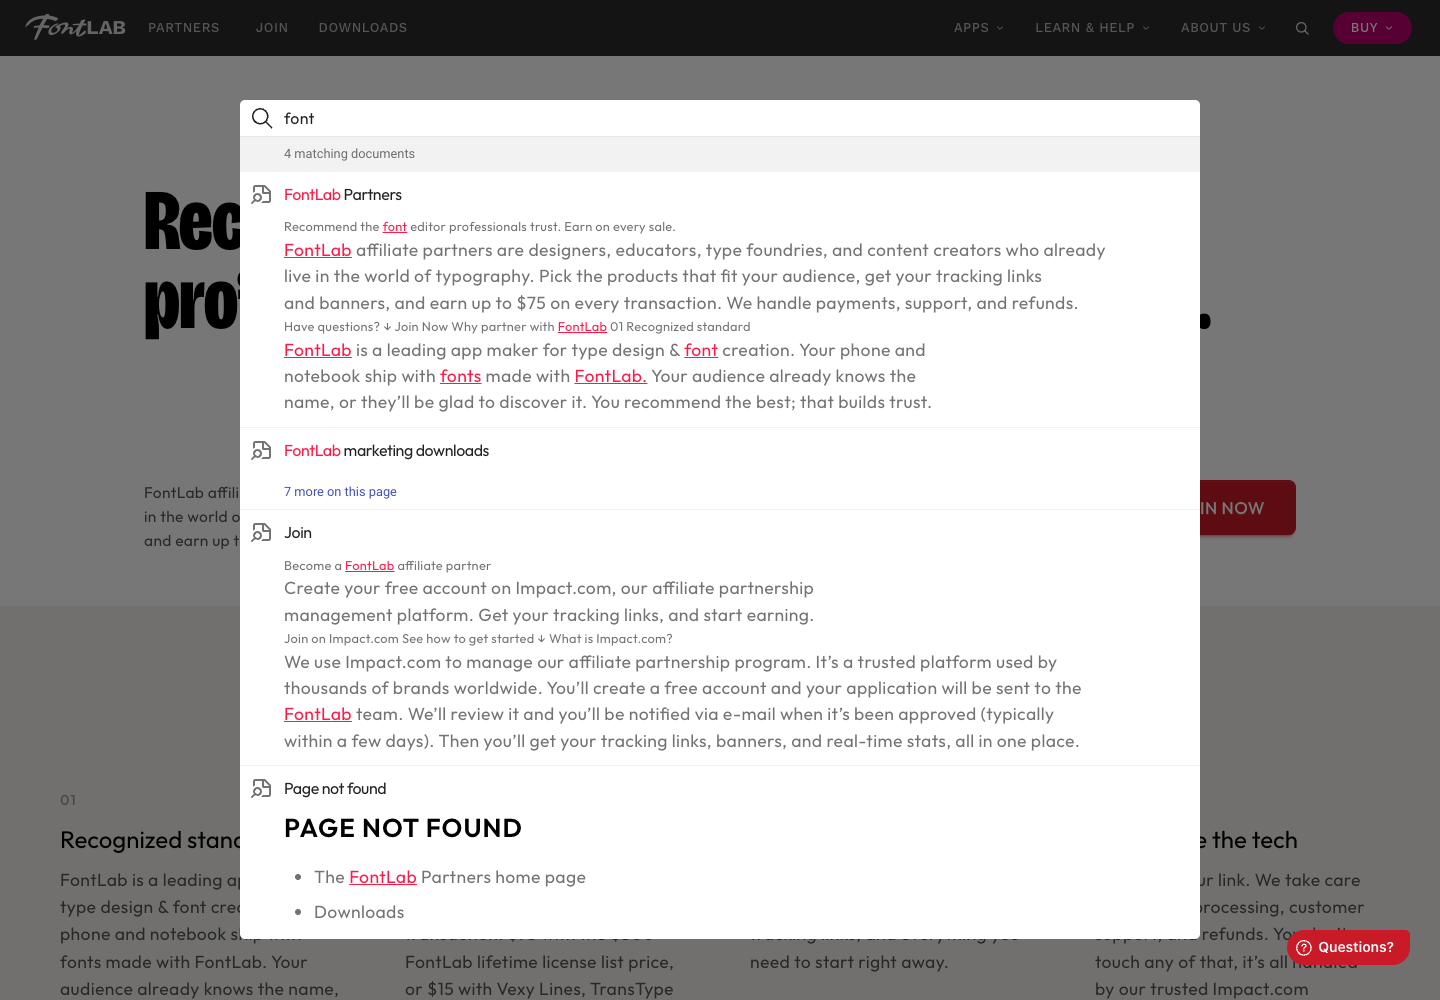 FontLAB PARTNERS JOIN DOWNLOADS APPS LEARN & HELP ABOUT US BUY
font
4 matching documents
FontLab Partners
Recommend the font editor professionals trust. Earn on every sale.
FontLab affiliate partners are designers, educators, type foundries, and content creators who already
live in the world of typography. Pick the products that fit your audience, get your tracking links
and banners, and earn up to $75 on every transaction. We handle payments, support, and refunds.
Have questions? ↓ Join Now Why partner with FontLab 01 Recognized standard
FontLab is a leading app maker for type design & font creation. Your phone and
notebook ship with fonts made with FontLab. Your audience already knows the
name, or they’ll be glad to discover it. You recommend the best; that builds trust.
FontLab marketing downloads
7 more on this page
Join
Become a FontLab affiliate partner
Create your free account on Impact.com, our affiliate partnership
management platform. Get your tracking links, and start earning.
Join on Impact.com See how to get started ↓ What is Impact.com?
We use Impact.com to manage our affiliate partnership program. It’s a trusted platform used by
thousands of brands worldwide. You’ll create a free account and your application will be sent to the
FontLab team. We’ll review it and you’ll be notified via e-mail when it’s been approved (typically
within a few days). Then you’ll get your tracking links, banners, and real-time stats, all in one place.
Page not found
PAGE NOT FOUND
• The FontLab Partners home page
• Downloads
Rec
pro
FontLab affili
in the world o
and earn up t
IN NOW
01
Recognized stand
FontLab is a leading ap
type design & font crea
phone and notebook ship with
fonts made with FontLab. Your
audience already knows the name,
FontLab lifetime license list price,
or $15 with Vexy Lines, TransType
tracking links, and everything you
need to start right away.
e the tech
ur link. We take care
processing, customer
support, and refunds. You
touch any of that, it’s all handled
by our trusted Impact.com
Questions?